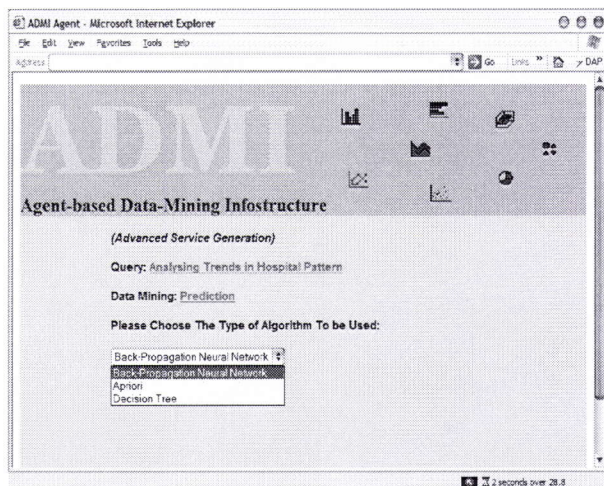 ADMI Agent - Microsoft Internet Explorer
File Edit View Favorites Tools Help
Address Go Links » DAP
ADMI
Agent-based Data-Mining Infostructure
(Advanced Service Generation)
Query: Analysing Trends in Hospital Pattern
Data Mining: Prediction
Please Choose The Type of Algorithm To be Used:
Back-Propagation Neural Network
Back-Propagation Neural Network
Apriori
Decision Tree
2 seconds over 28.8